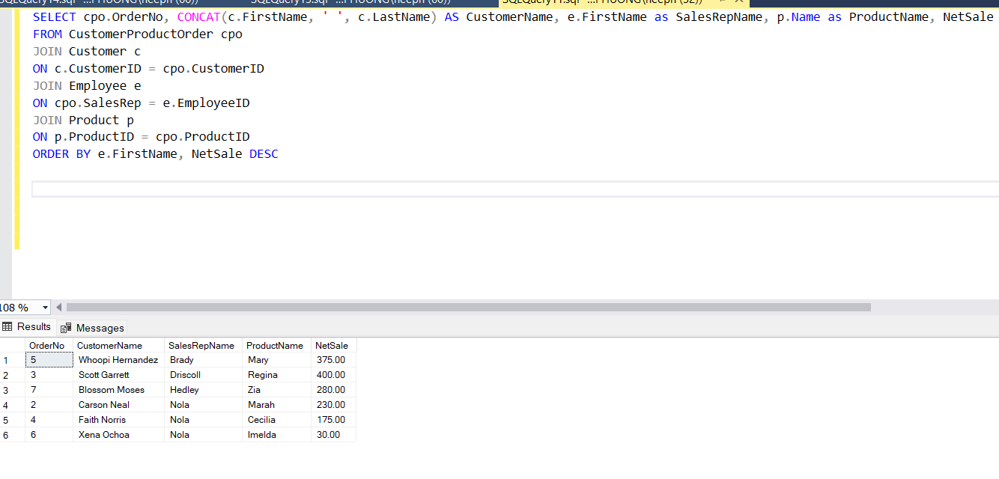 SELECT cpo.OrderNo, CONCAT(c.FirstName, ' ', c.LastName) AS CustomerName, e.FirstName as SalesRepName, p.Name as ProductName, NetSale
FROM CustomerProductOrder cpo
JOIN Customer c
ON c.CustomerID = cpo.CustomerID
JOIN Employee e
ON cpo.SalesRep = e.EmployeeID
JOIN Product p
ON p.ProductID = cpo.ProductID
ORDER BY e.FirstName, NetSale DESC
108 %
Results Messages
OrderNo CustomerName SalesRepName ProductName NetSale
1 5 Whoopi Hernandez Brady Mary 375.00
2 3 Scott Garrett Driscoll Regina 400.00
3 7 Blossom Moses Hedley Zia 280.00
4 2 Carson Neal Nola Marah 230.00
5 4 Faith Norris Nola Cecilia 175.00
6 6 Xena Ochoa Nola Imelda 30.00